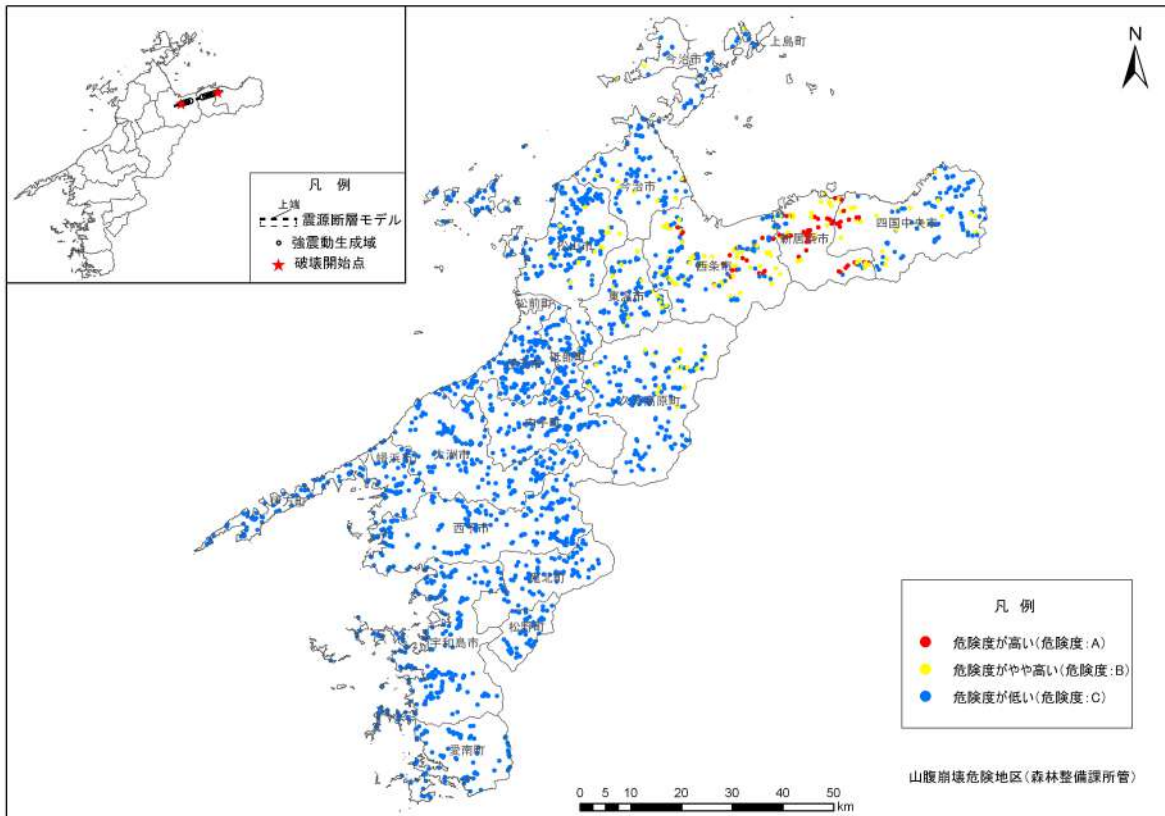 凡 例
上端
震源断層モデル
強震動生成域
破壊開始点
N
上島町
今治市
今治市
四国中央市
新居浜市
西条市
松山市
東温市
松前町
砥部町
久万高原町
内子町
大洲市
八幡浜市
伊方町
西予市
鬼北町
松野町
宇和島市
愛南町
凡 例
危険度が高い(危険度:A)
危険度がやや高い(危険度:B)
危険度が低い(危険度:C)
山腹崩壊危険地区(森林整備課所管)
0 5 10 20 30 40 50
km